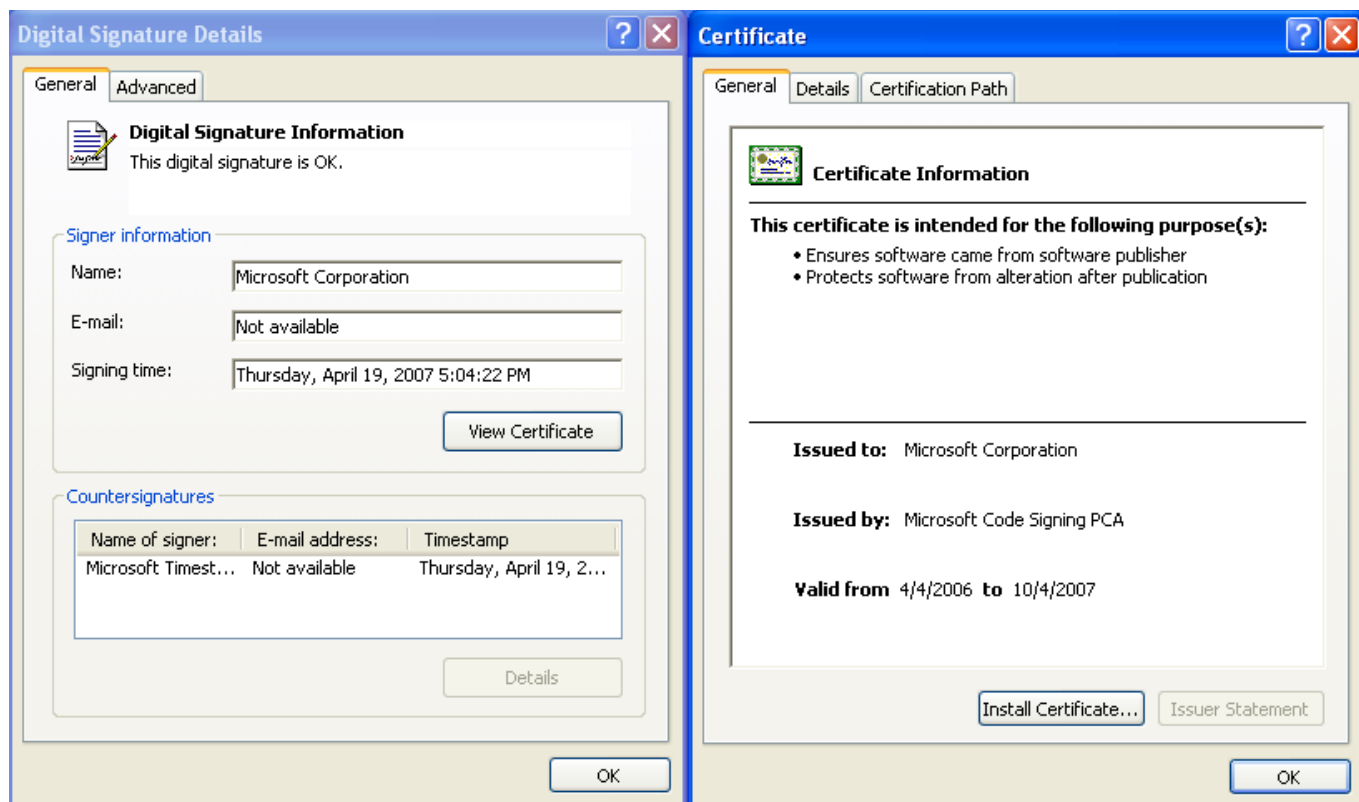 Digital Signature Details
General Advanced
Digital Signature Information
This digital signature is OK.
Signer information
Name: Microsoft Corporation
E-mail: Not available
Signing time: Thursday, April 19, 2007 5:04:22 PM
View Certificate
Countersignatures
Name of signer: E-mail address: Timestamp
Microsoft Timest... Not available Thursday, April 19, 2...
Details
OK
Certificate
General Details Certification Path
Certificate Information
This certificate is intended for the following purpose(s):
• Ensures software came from software publisher
• Protects software from alteration after publication
Issued to: Microsoft Corporation
Issued by: Microsoft Code Signing PCA
Valid from 4/4/2006 to 10/4/2007
Install Certificate... Issuer Statement
OK